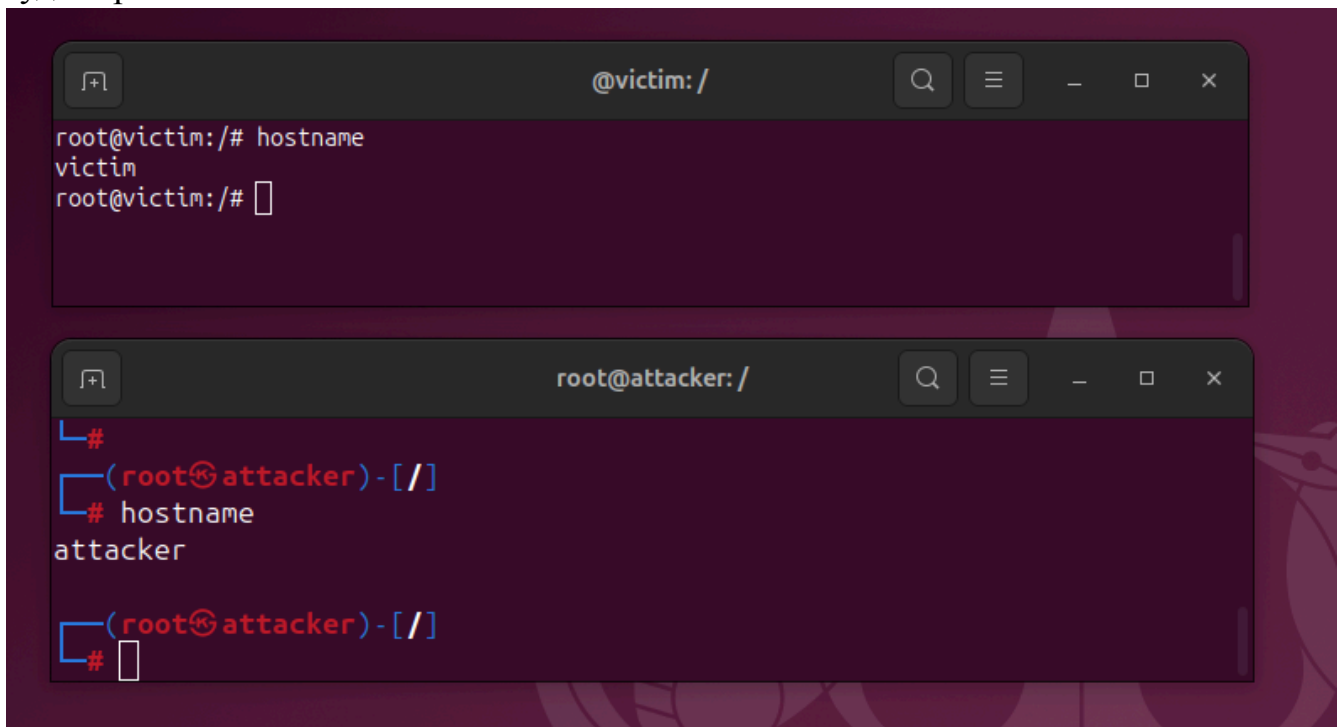 @victim: /
root@victim:/# hostname
victim
root@victim:/#
root@attacker: /
└─#
┌──(root㉿attacker)-[/]
└─# hostname
attacker
┌──(root㉿attacker)-[/]
└─#